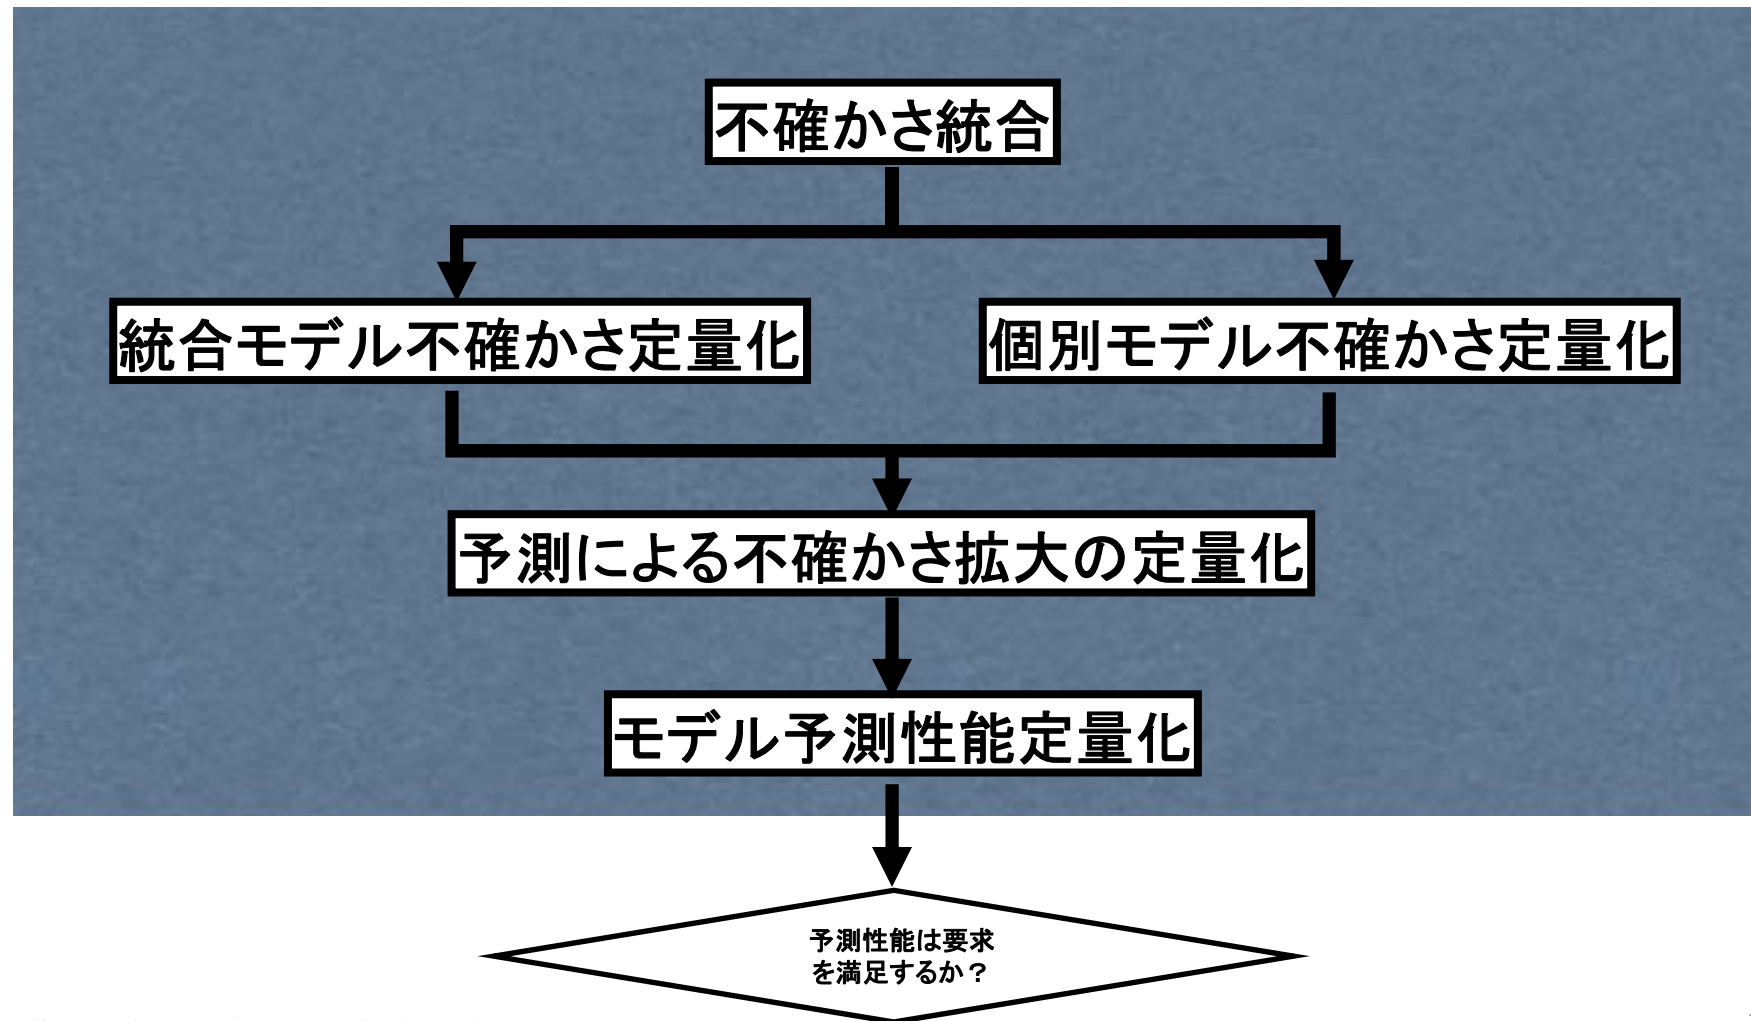 不確かさ統合
統合モデル不確かさ定量化
個別モデル不確かさ定量化
予測による不確かさ拡大の定量化
モデル予測性能定量化
予測性能は要求
を満足するか？